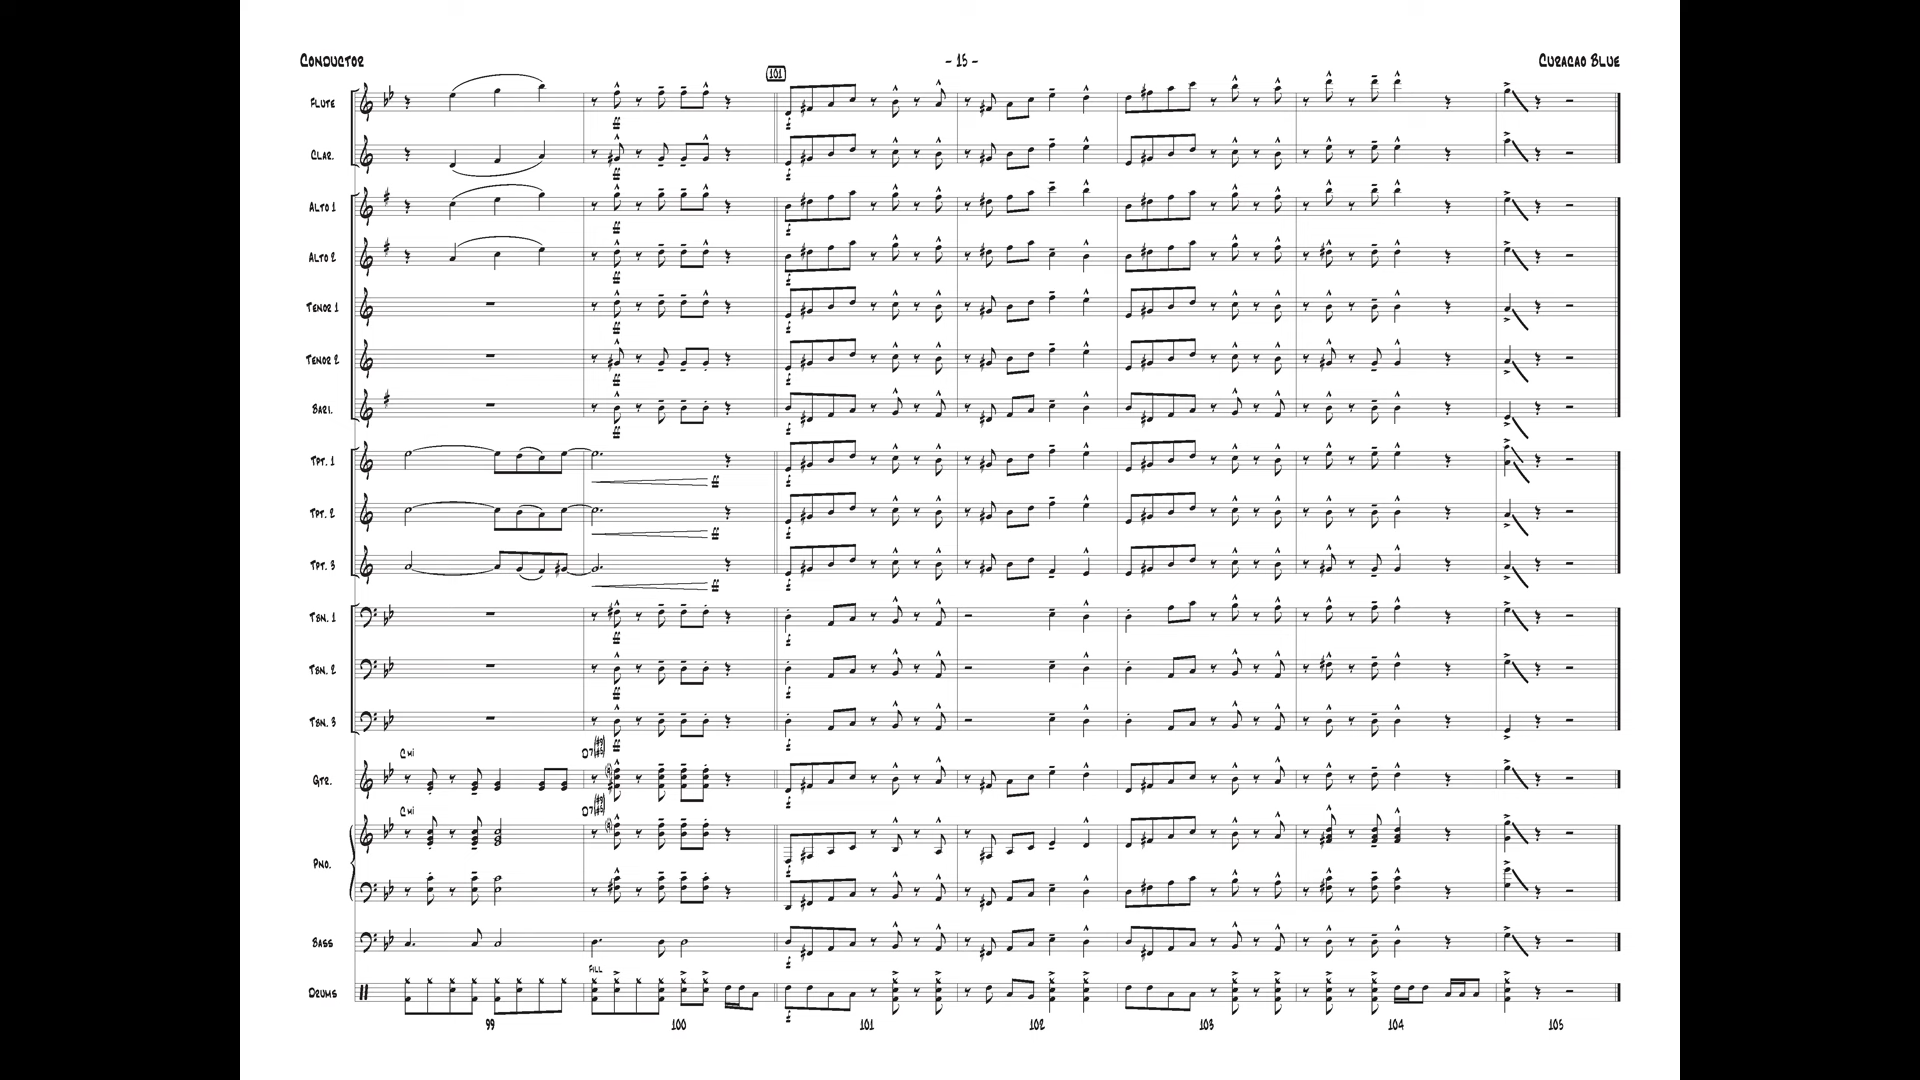 Conductor
- 15 -
Curacao Blue
101
Flute
Clar.
Alto 1
Alto 2
Tenor 1
Tenor 2
Bari.
Tpt. 1
Tpt. 2
Tpt. 3
Tbn. 1
Tbn. 2
Tbn. 3
Cmi
Gtr.
Cmi
Pno.
Bass
Fill
Drums
99
100
101
102
103
104
105